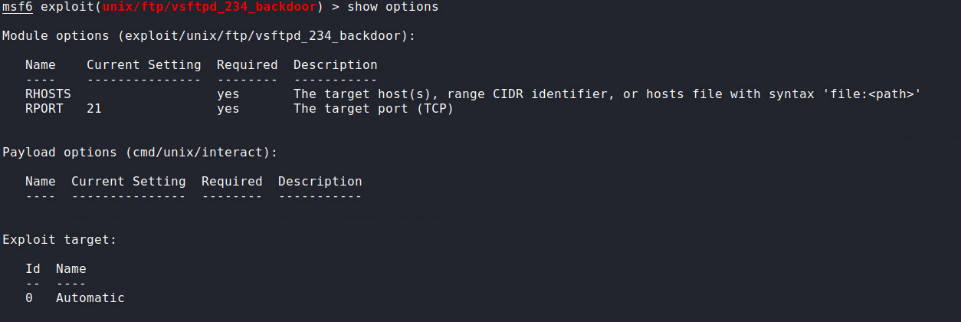 msf6 exploit(unix/ftp/vsftpd_234_backdoor) > show options
Module options (exploit/unix/ftp/vsftpd_234_backdoor):
Name    Current Setting  Required  Description
----    ---------------  --------  -----------
RHOSTS                   yes       The target host(s), range CIDR identifier, or hosts file with syntax 'file:<path>'
RPORT   21               yes       The target port (TCP)
Payload options (cmd/unix/interact):
Name  Current Setting  Required  Description
----  ---------------  --------  -----------
Exploit target:
Id  Name
--  ----
0   Automatic